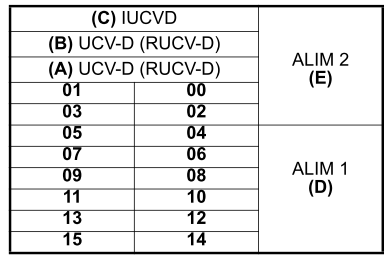 (C) IUCVD
(B) UCV-D (RUCV-D)
(A) UCV-D (RUCV-D)
ALIM 2
(E)
01 00
03 02
05 04
07 06
09 08
11 10
13 12
15 14
ALIM 1
(D)